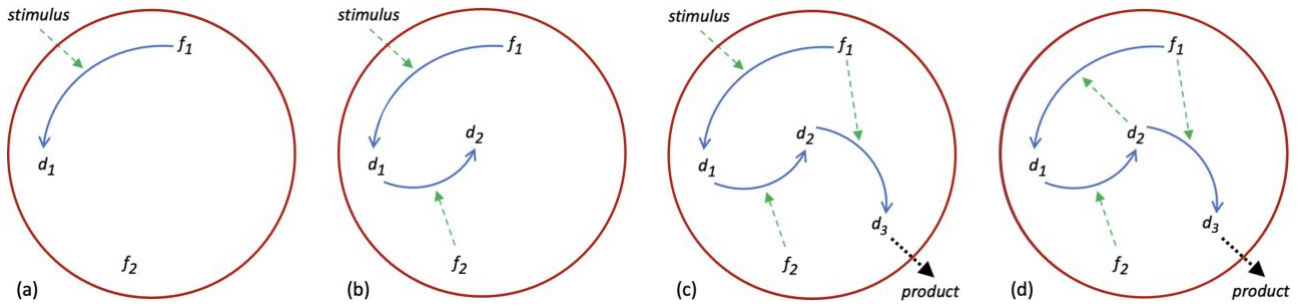 stimulus
f1
d1
f2
(a)
stimulus
f1
d2
d1
f2
(b)
stimulus
f1
d2
d1
d3
f2
(c)
product
f1
d2
d1
d3
f2
(d)
product